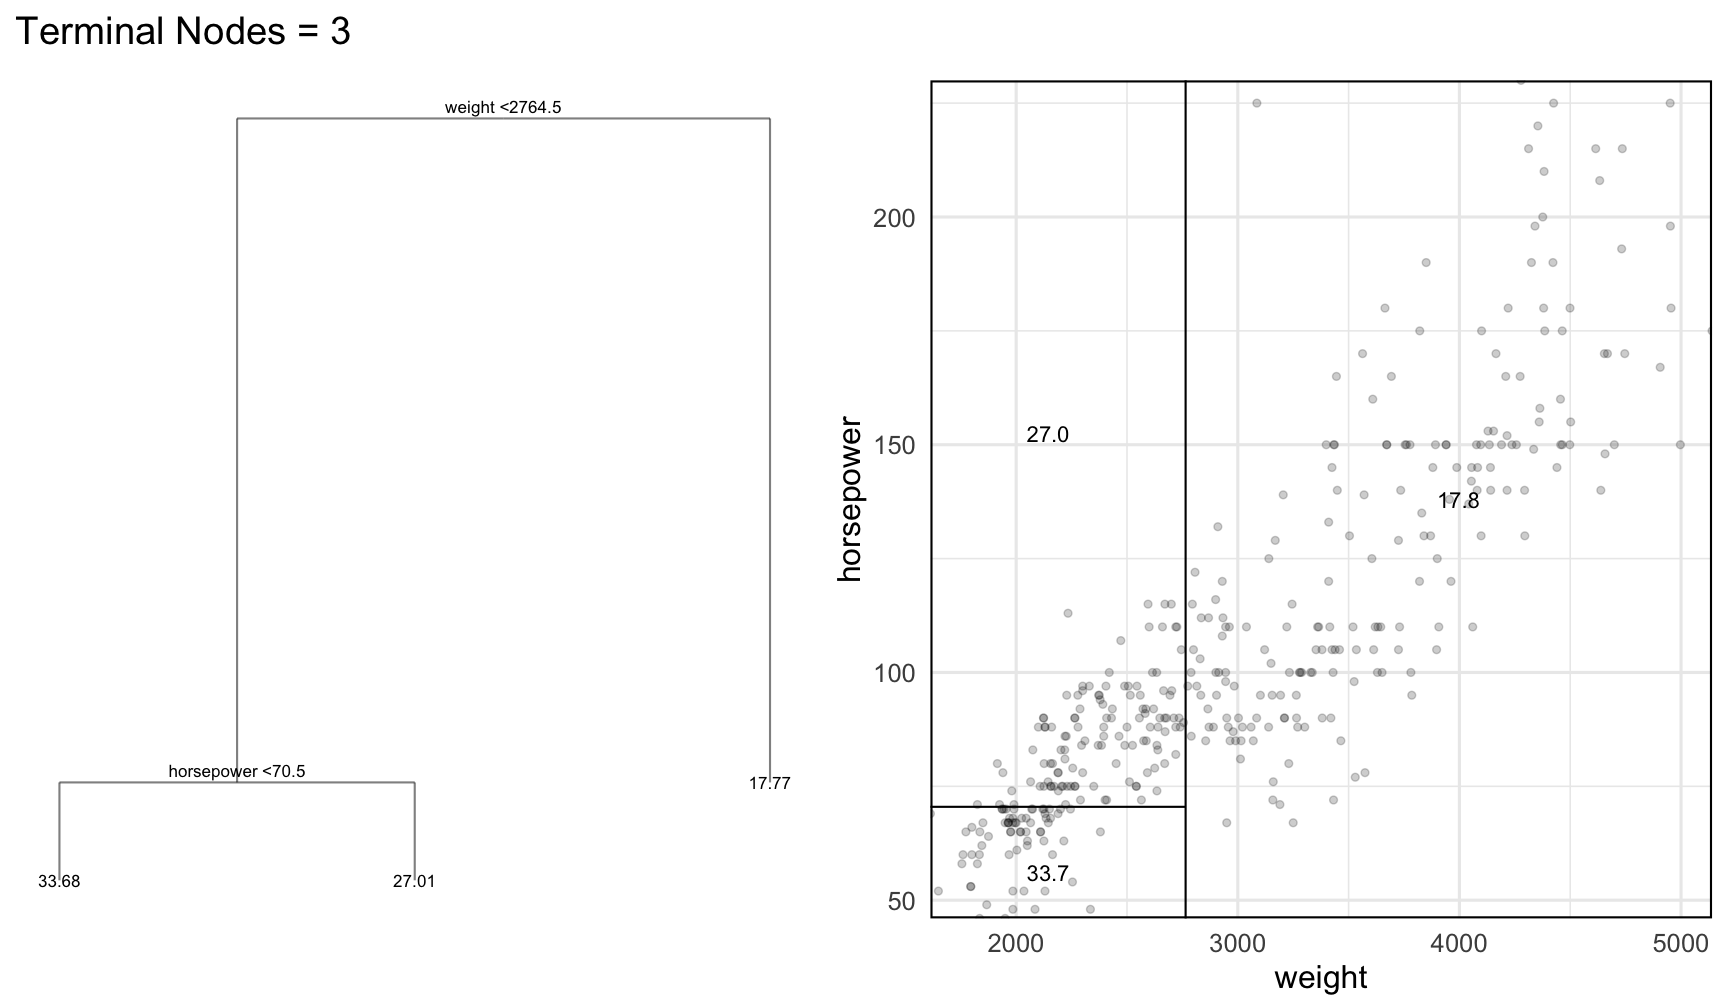 Terminal Nodes = 3
weight <2764.5
horsepower <70.5
17.77
33.68
27.01
horsepower
200
150
100
50
27.0
17.8
33.7
2000
3000
4000
5000
weight